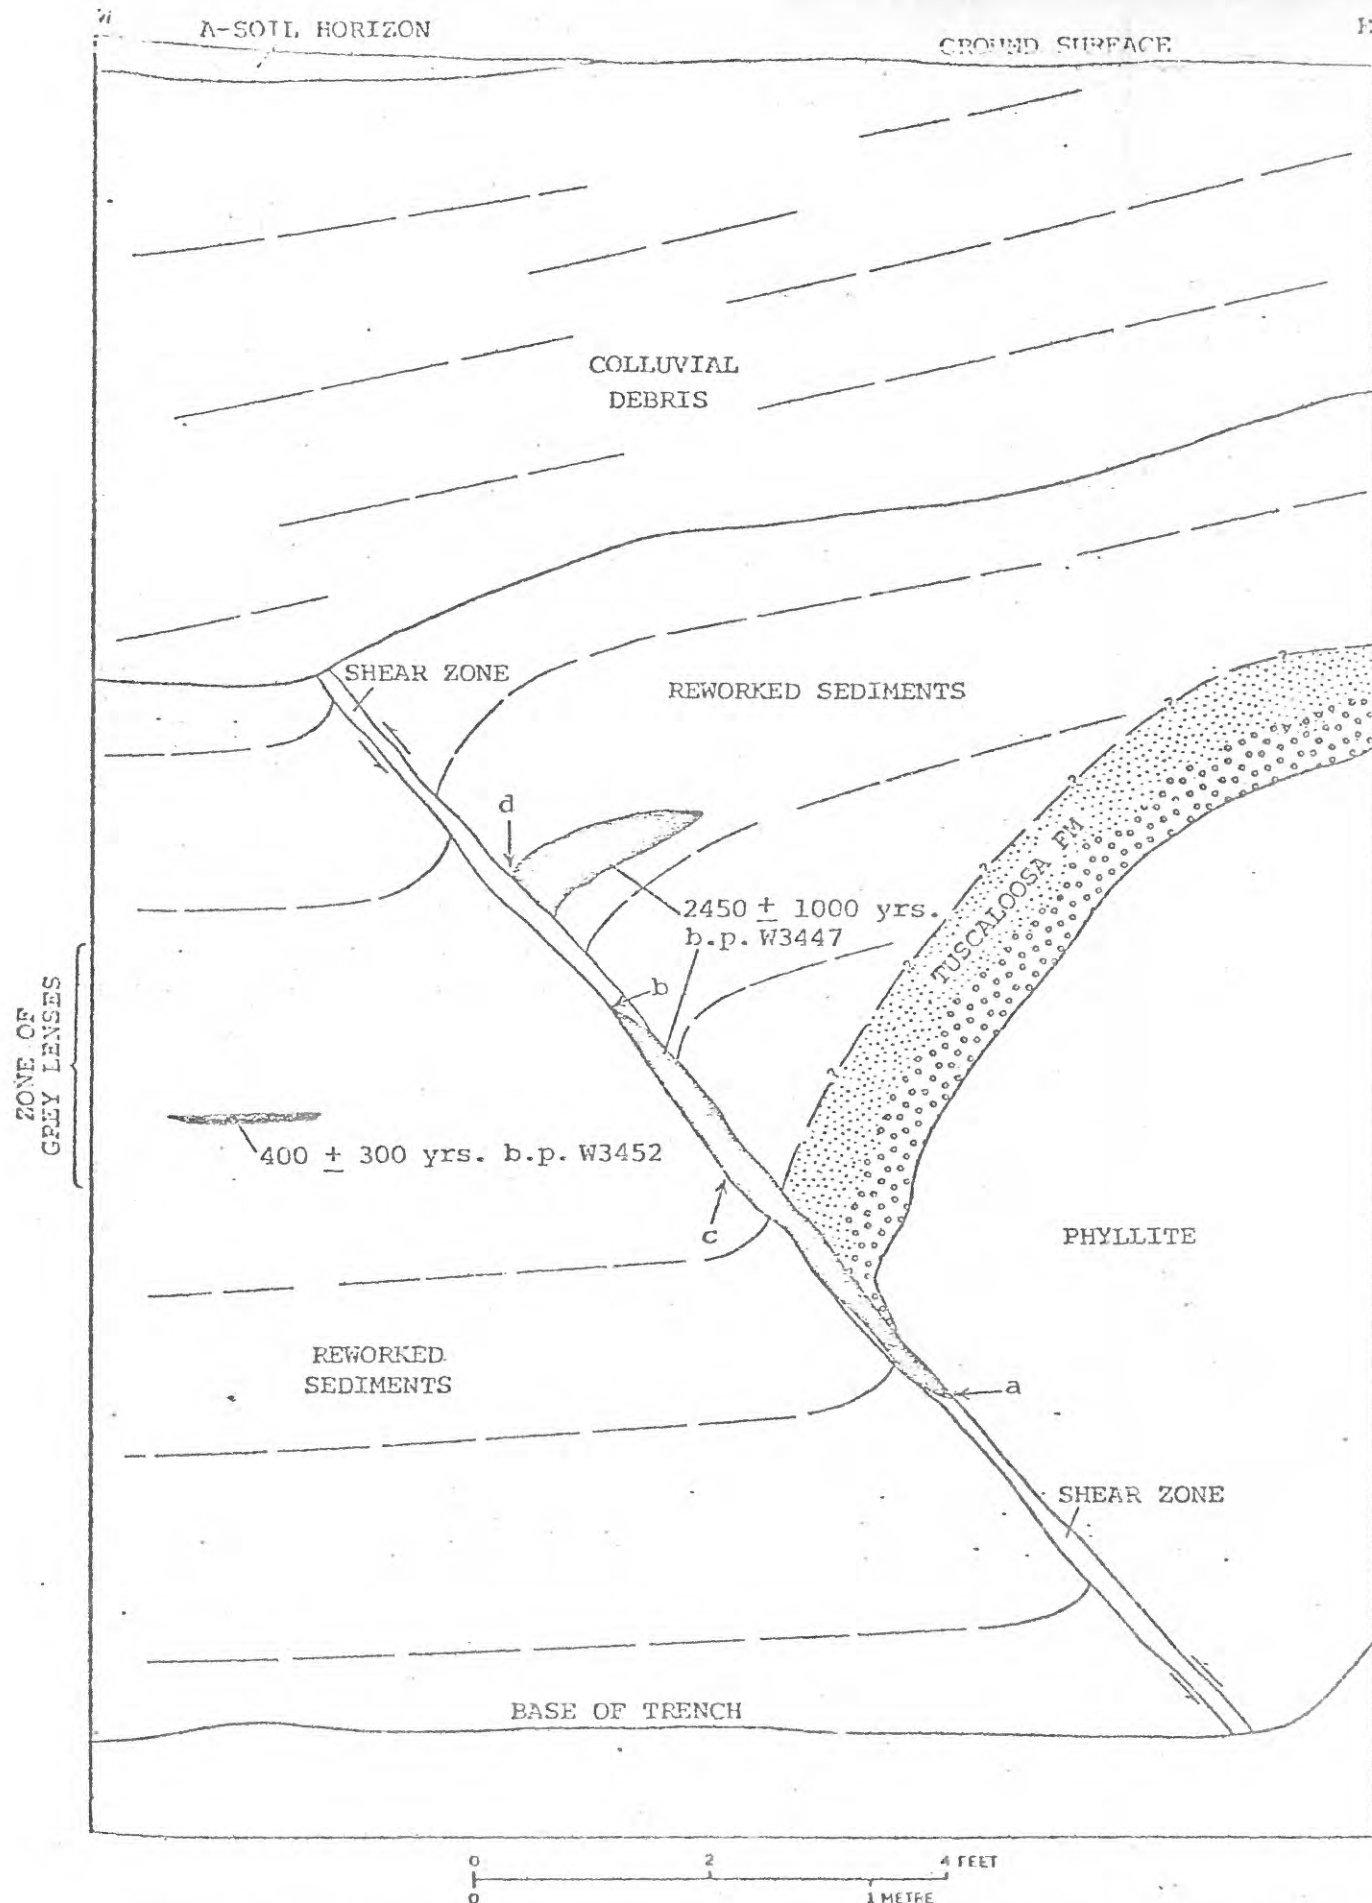 W
A-SOIL HORIZON
GROUND SURFACE
E
COLLUVIAL
DEBRIS
SHEAR ZONE
REWORKED SEDIMENTS
d
TUSCALOOSA FM
2450 ± 1000 yrs.
b.p. W3447
b
ZONE OF
GREY LENSES
400 ± 300 yrs. b.p. W3452
c
PHYLLITE
REWORKED
SEDIMENTS
a
SHEAR ZONE
BASE OF TRENCH
0 2 4 FEET
0 1 METRE
? ? ? ? ? ?